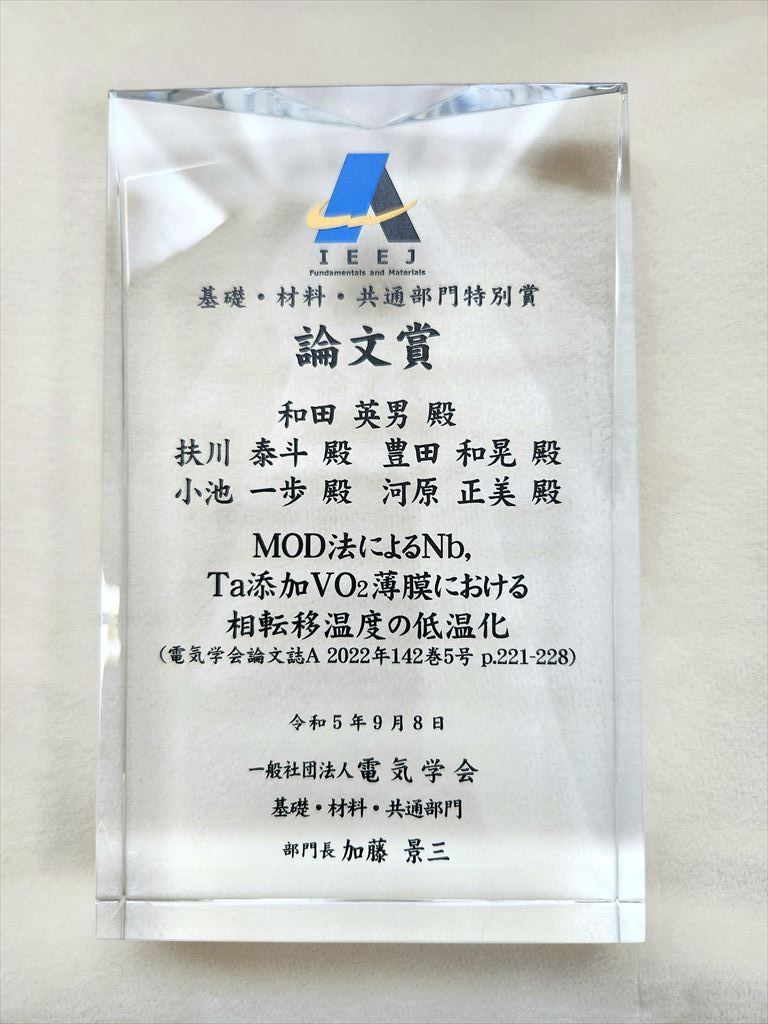 IEEJ
Fundamentals and Materials
基礎・材料・共通部門特別賞
論文賞
和田 英男 殿
扶川 泰斗 殿 豊田 和晃 殿
小池 一歩 殿 河原 正美 殿
MOD法によるNb,
Ta添加VO₂薄膜における
相転移温度の低温化
(電気学会論文誌A 2022年142巻5号 p.221-228)
令和5年9月8日
一般社団法人 電気学会
基礎・材料・共通部門
部門長 加藤 景三